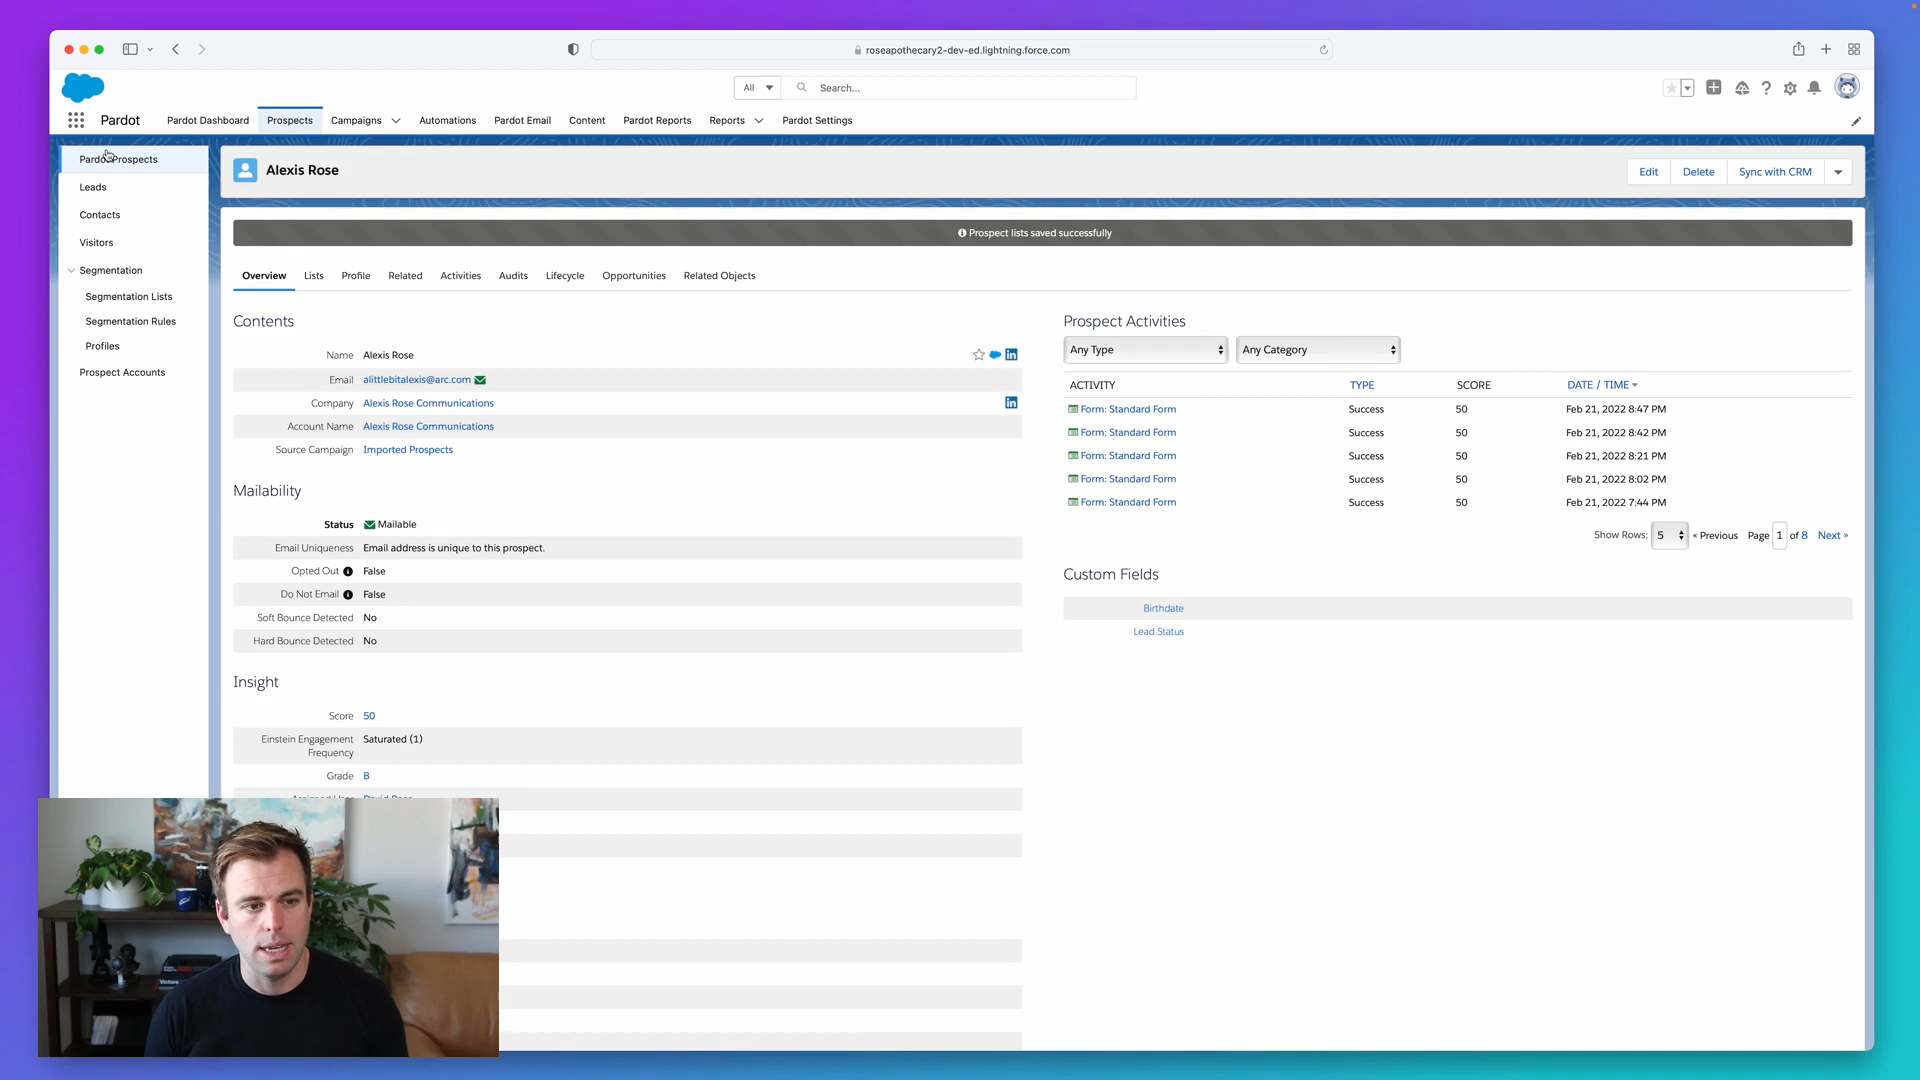 roseapothecary2-dev-ed.lightning.force.com
All
Search...
Pardot
Pardot Dashboard
Prospects
Campaigns
Automations
Pardot Email
Content
Pardot Reports
Reports
Pardot Settings
Pardot Prospects
Leads
Contacts
Visitors
Segmentation
Segmentation Lists
Segmentation Rules
Profiles
Prospect Accounts
Alexis Rose
Edit
Delete
Sync with CRM
Prospect lists saved successfully
Overview
Lists
Profile
Related
Activities
Audits
Lifecycle
Opportunities
Related Objects
Contents
Name Alexis Rose
Email alittlebitalexis@arc.com
Company Alexis Rose Communications
Account Name Alexis Rose Communications
Source Campaign Imported Prospects
Mailability
Status Mailable
Email Uniqueness Email address is unique to this prospect.
Opted Out False
Do Not Email False
Soft Bounce Detected No
Hard Bounce Detected No
Insight
Score 50
Einstein Engagement Saturated (1)
Frequency
Grade B
Prospect Activities
Any Type
Any Category
ACTIVITY TYPE SCORE DATE / TIME
Form: Standard Form Success 50 Feb 21, 2022 8:47 PM
Form: Standard Form Success 50 Feb 21, 2022 8:42 PM
Form: Standard Form Success 50 Feb 21, 2022 8:21 PM
Form: Standard Form Success 50 Feb 21, 2022 8:02 PM
Form: Standard Form Success 50 Feb 21, 2022 7:44 PM
Show Rows: 5 « Previous Page 1 of 8 Next »
Custom Fields
Birthdate
Lead Status